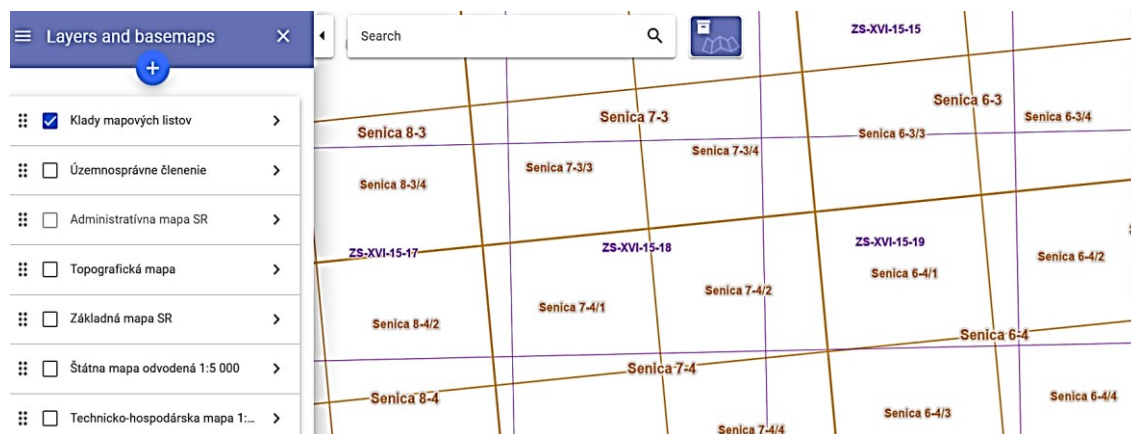 Layers and basemaps
Search
Klady mapových listov
Územnosprávne členenie
Administratívna mapa SR
Topografická mapa
Základná mapa SR
Štátna mapa odvodená 1:5 000
Technicko-hospodárska mapa 1:...
ZS-XVI-15-15
Senica 6-3
Senica 7-3
Senica 6-3/4
Senica 8-3
Senica 6-3/3
Senica 7-3/4
Senica 7-3/3
Senica 8-3/4
ZS-XVI-15-17
ZS-XVI-15-18
ZS-XVI-15-19
Senica 6-4/2
Senica 6-4/1
Senica 7-4/2
Senica 7-4/1
Senica 8-4/2
Senica 6-4
Senica 7-4
Senica 8-4
Senica 6-4/4
Senica 6-4/3
Senica 7-4/4